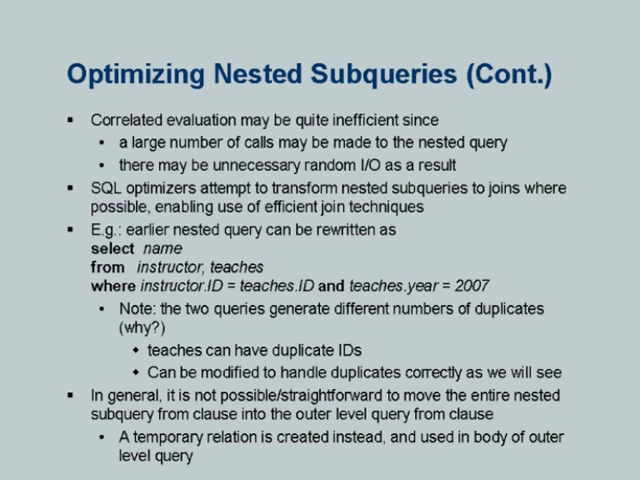 Optimizing Nested Subqueries (Cont.)
▪ Correlated evaluation may be quite inefficient since
• a large number of calls may be made to the nested query
• there may be unnecessary random I/O as a result
▪ SQL optimizers attempt to transform nested subqueries to joins where
possible, enabling use of efficient join techniques
▪ E.g.: earlier nested query can be rewritten as
select name
from instructor, teaches
where instructor.ID = teaches.ID and teaches.year = 2007
• Note: the two queries generate different numbers of duplicates
(why?)
◆ teaches can have duplicate IDs
◆ Can be modified to handle duplicates correctly as we will see
▪ In general, it is not possible/straightforward to move the entire nested
subquery from clause into the outer level query from clause
• A temporary relation is created instead, and used in body of outer
level query